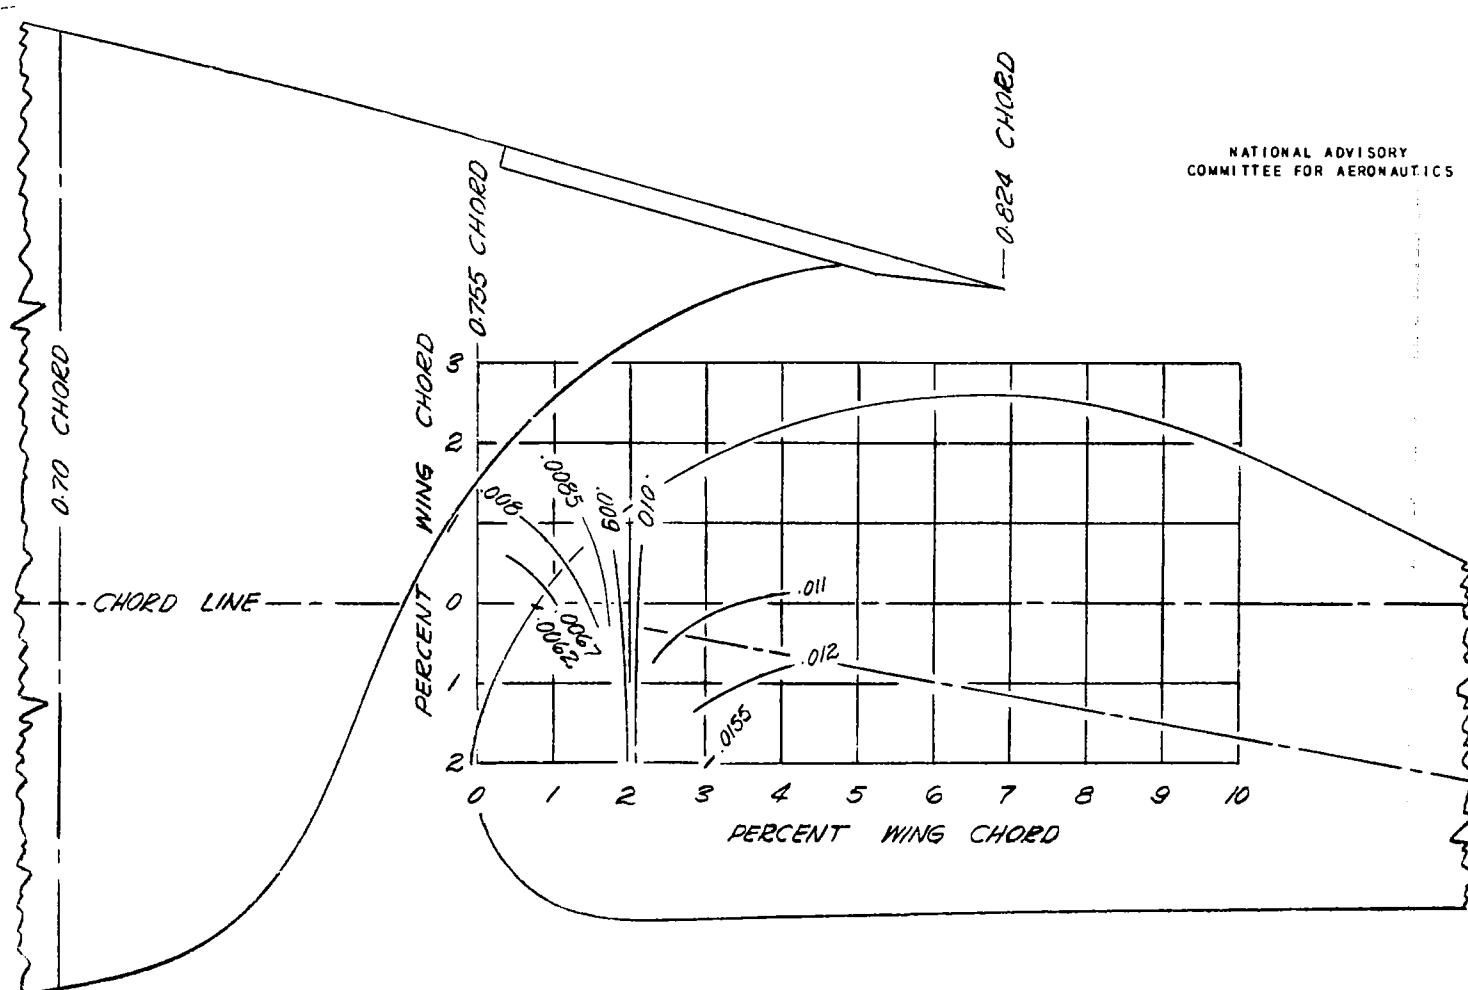 NATIONAL ADVISORY
COMMITTEE FOR AERONAUTICS
0.824 CHORD
0.755 CHORD
0.70 CHORD
PERCENT WING CHORD
3
2
0
1
2
CHORD LINE
.008
.0085
.009
.010
.0067
.0062
.011
.012
.0155
0 1 2 3 4 5 6 7 8 9 10
PERCENT WING CHORD